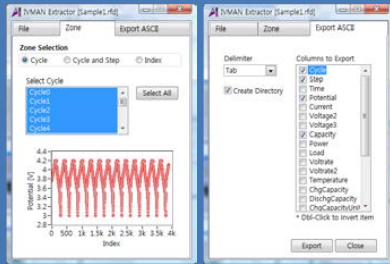 IVMAN Extractor [Sample1.rfd]
File Zone Export ASCII
Zone Selection
Cycle Cycle and Step Index
Select Cycle
Cycle0
Cycle1
Cycle2
Cycle3
Cycle4
Select All
Potential [V]
4.4
4.2
4
3.8
3.6
3.4
3.2
3
2.8
0 500 1k 1.5k 2k 2.5k 3k 3.5k 4k
Index
IVMAN Extractor [Sample1.rfd]
File Zone Export ASCII
Delimiter
Tab
Create Directory
Columns to Export
Cycle
Step
Time
Potential
Current
Voltage2
Voltage3
Capacity
Power
Load
Voltrate
Voltrate2
Temperature
ChgCapacity
DischgCapacity
* Dbl-Click to invert item
Export Close